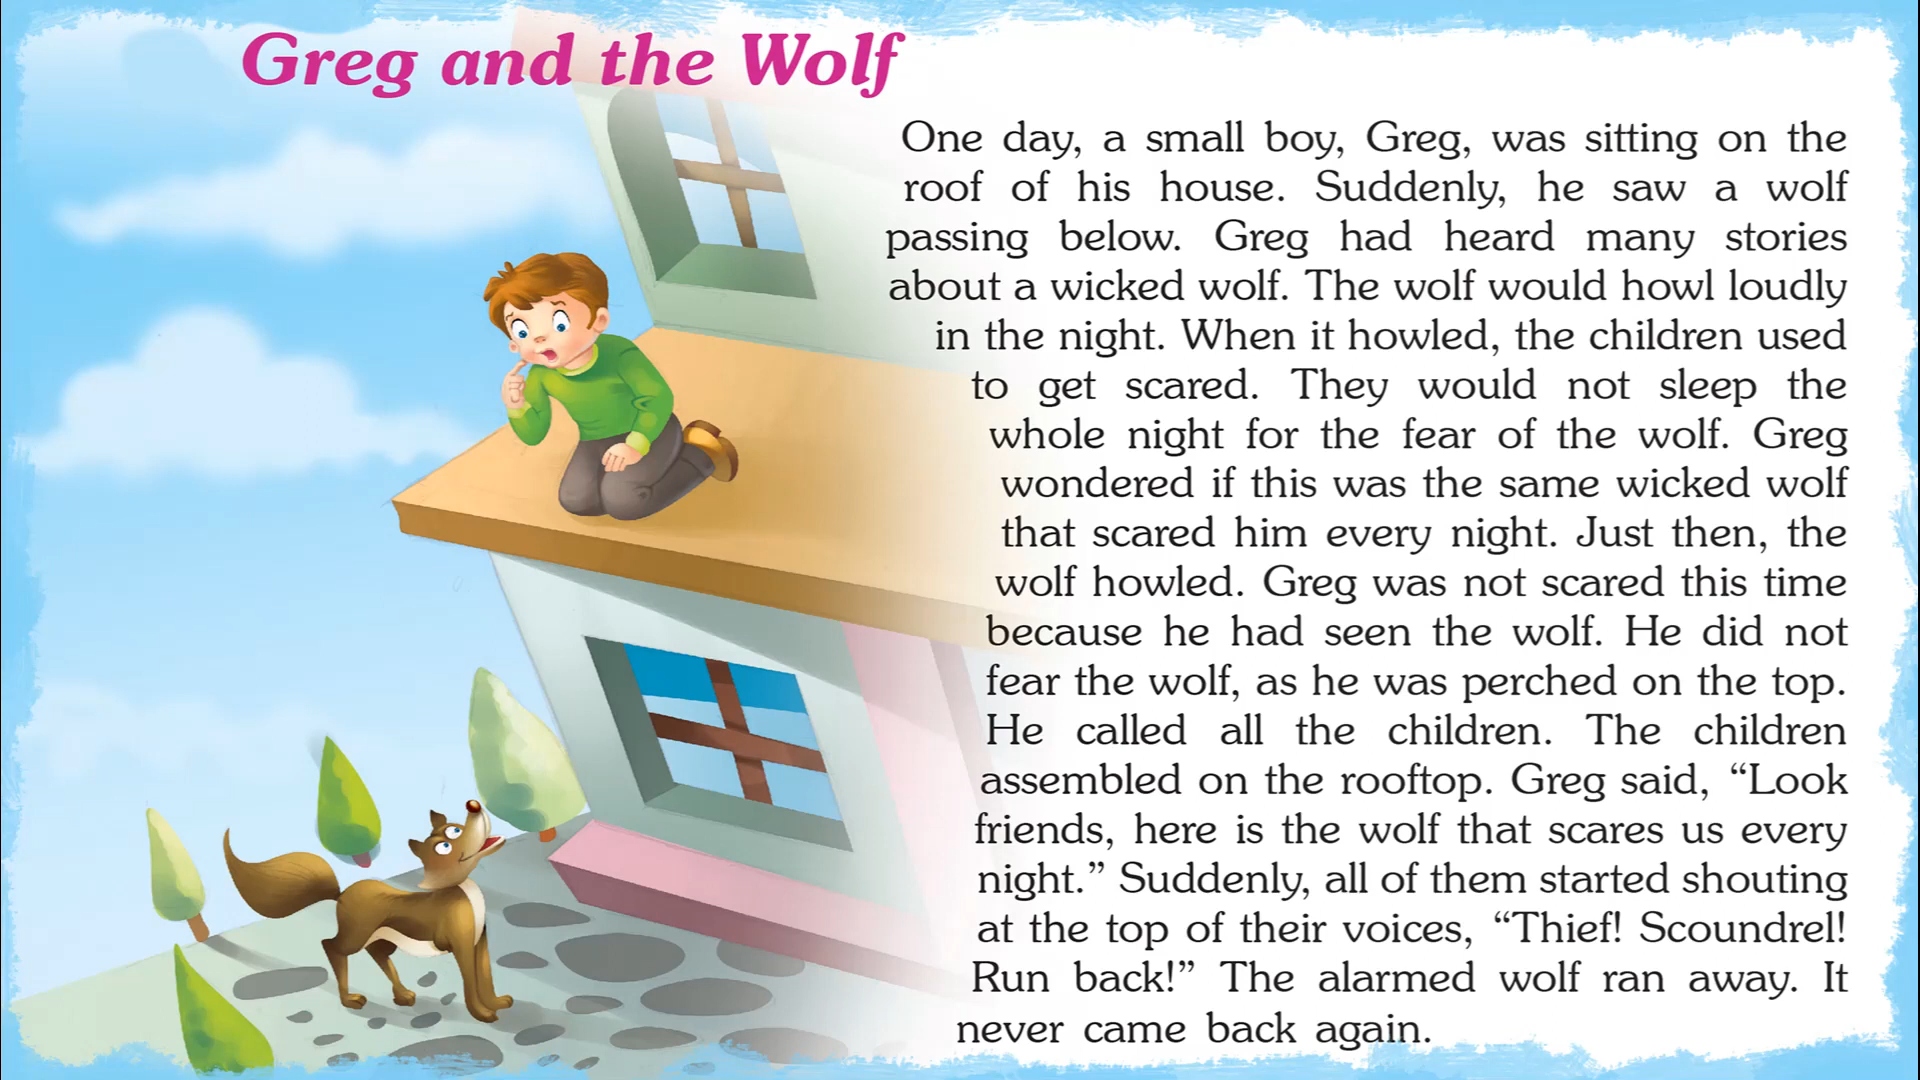 Greg and the Wolf
One day, a small boy, Greg, was sitting on the
roof of his house. Suddenly, he saw a wolf
passing below. Greg had heard many stories
about a wicked wolf. The wolf would howl loudly
in the night. When it howled, the children used
to get scared. They would not sleep the
whole night for the fear of the wolf. Greg
wondered if this was the same wicked wolf
that scared him every night. Just then, the
wolf howled. Greg was not scared this time
because he had seen the wolf. He did not
fear the wolf, as he was perched on the top.
He called all the children. The children
assembled on the rooftop. Greg said, “Look
friends, here is the wolf that scares us every
night.” Suddenly, all of them started shouting
at the top of their voices, “Thief! Scoundrel!
Run back!” The alarmed wolf ran away. It
never came back again.